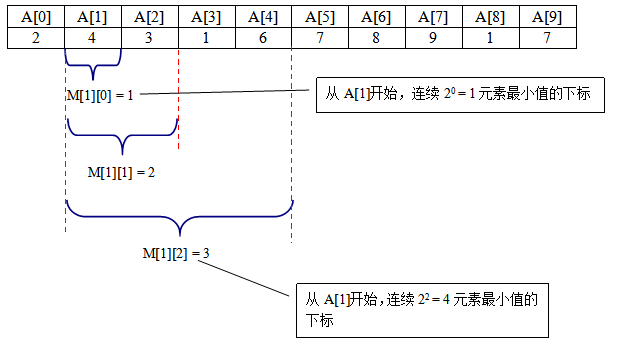 A[0] A[1] A[2] A[3] A[4] A[5] A[6] A[7] A[8] A[9]
2 4 3 1 6 7 8 9 1 7
M[1][0] = 1
从 A[1]开始，连续 2⁰ = 1 元素最小值的下标
M[1][1] = 2
M[1][2] = 3
从 A[1]开始，连续 2² = 4 元素最小值的
下标